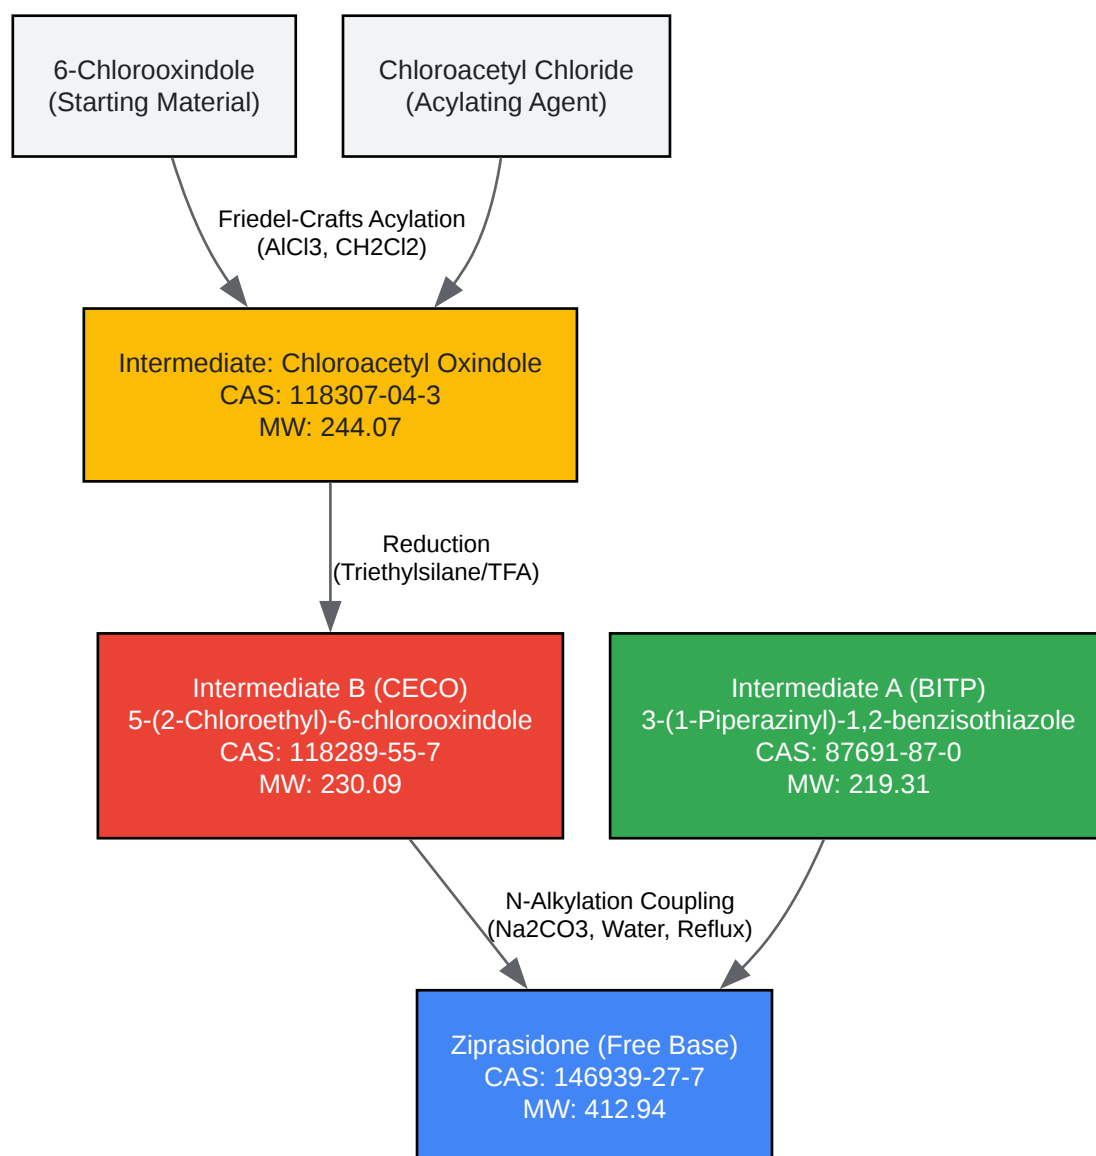 6-Chlorooxindole
(Starting Material)
Chloroacetyl Chloride
(Acylating Agent)
Friedel-Crafts Acylation
(AlCl3, CH2Cl2)
Intermediate: Chloroacetyl Oxindole
CAS: 118307-04-3
MW: 244.07
Reduction
(Triethylsilane/TFA)
Intermediate B (CECO)
5-(2-Chloroethyl)-6-chlorooxindole
CAS: 118289-55-7
MW: 230.09
Intermediate A (BITP)
3-(1-Piperazinyl)-1,2-benzisothiazole
CAS: 87691-87-0
MW: 219.31
N-Alkylation Coupling
(Na2CO3, Water, Reflux)
Ziprasidone (Free Base)
CAS: 146939-27-7
MW: 412.94